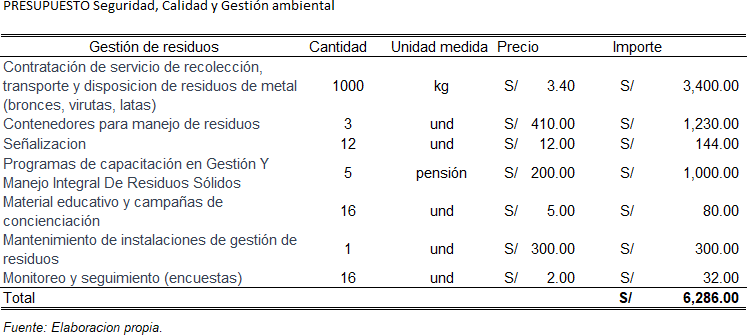 PRESUPUESTO Seguridad, Calidad y Gestión ambiental
Gestión de residuos Cantidad Unidad medida Precio Importe
Contratación de servicio de recolección,
transporte y disposicion de residuos de metal 1000 kg S/ 3.40 S/ 3,400.00
(bronces, virutas, latas)
Contenedores para manejo de residuos 3 und S/ 410.00 S/ 1,230.00
Señalizacion 12 und S/ 12.00 S/ 144.00
Programas de capacitación en Gestión Y
Manejo Integral De Residuos Sólidos 5 pensión S/ 200.00 S/ 1,000.00
Material educativo y campañas de
concienciación 16 und S/ 5.00 S/ 80.00
Mantenimiento de instalaciones de gestión de
residuos 1 und S/ 300.00 S/ 300.00
Monitoreo y seguimiento (encuestas) 16 und S/ 2.00 S/ 32.00
Total S/ 6,286.00
Fuente: Elaboracion propia.